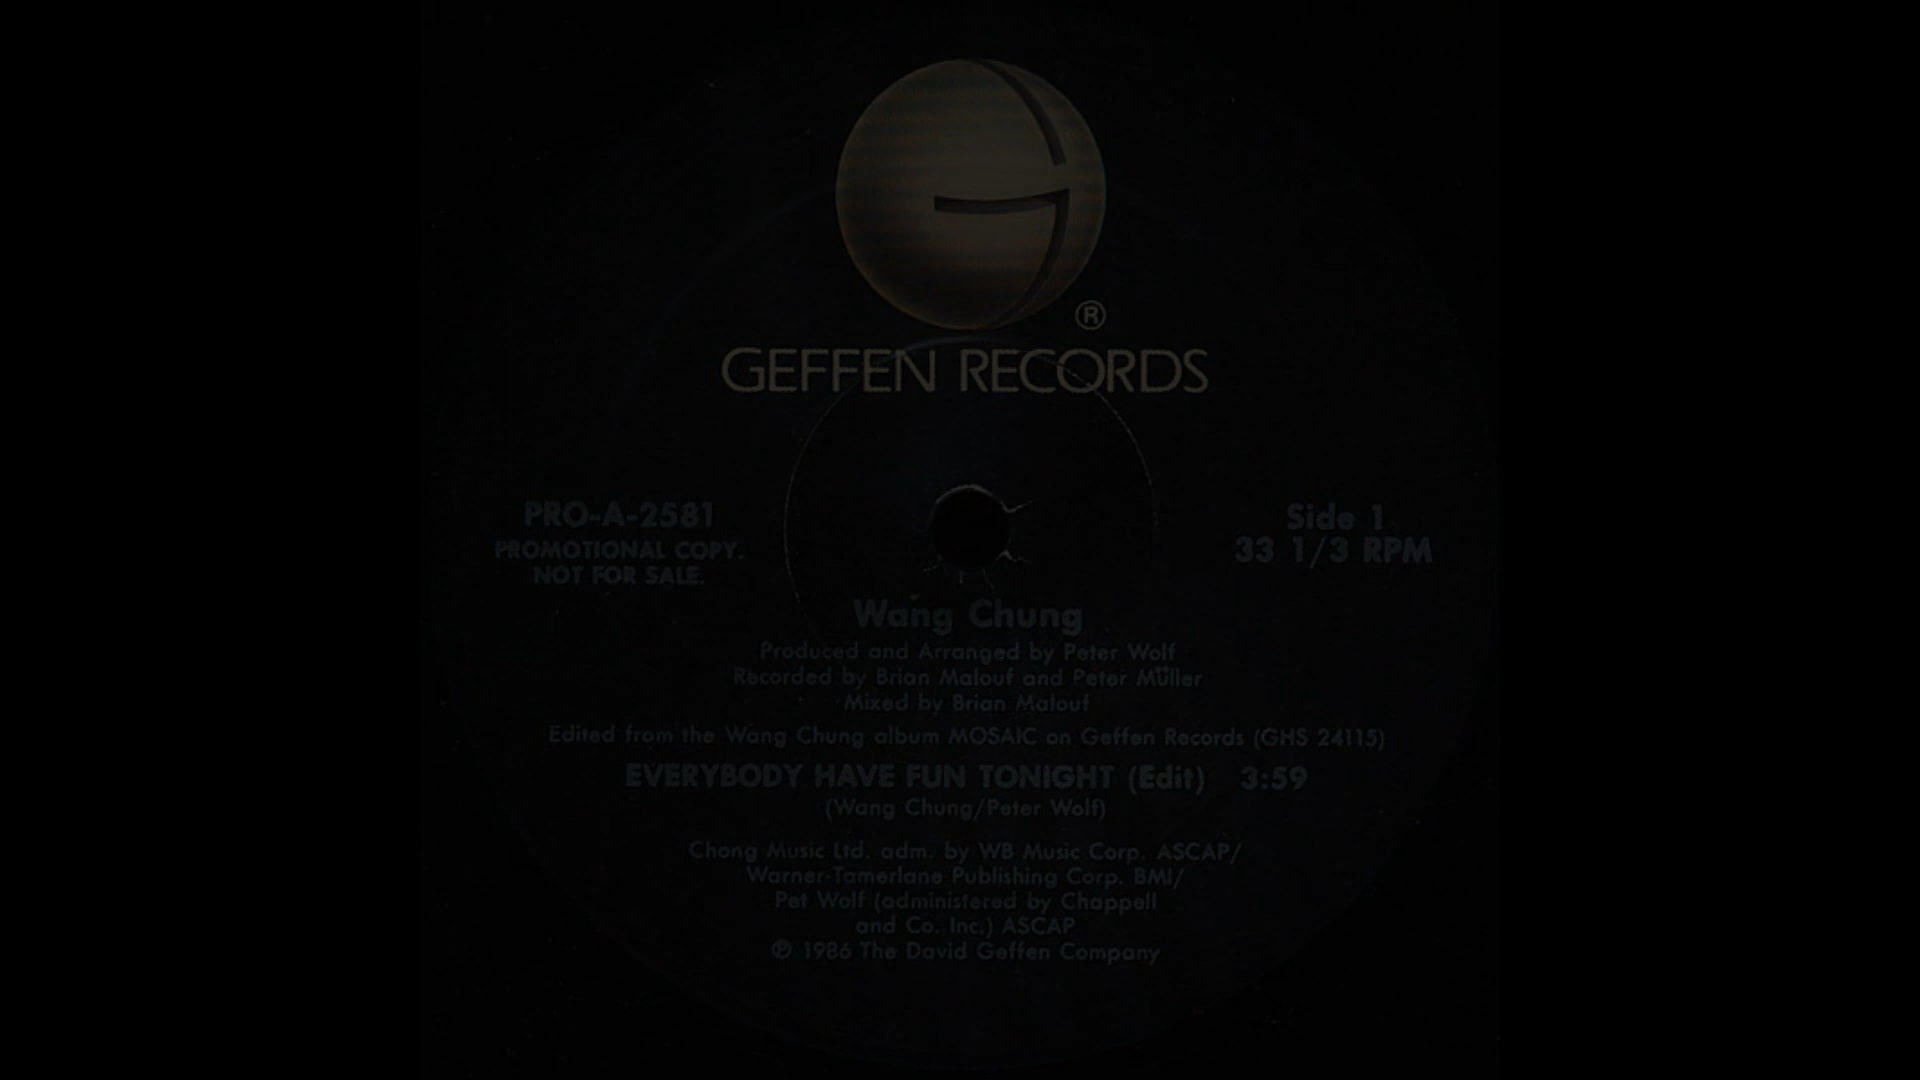 ®
GEFFEN RECORDS
PRO-A-2581
PROMOTIONAL COPY.
NOT FOR SALE.
Side 1
33 1/3 RPM
Wang Chung
Produced and Arranged by Peter Wolf
Recorded by Brian Malouf and Peter Müller
Mixed by Brian Malouf
Edited from the Wang Chung album MOSAIC on Geffen Records (GHS 24115)
EVERYBODY HAVE FUN TONIGHT (Edit) 3:59
(Wang Chung/Peter Wolf)
Chong Music Ltd. adm. by WB Music Corp. ASCAP/
Warner-Tamerlane Publishing Corp. BMI/
Pet Wolf (administered by Chappell
and Co. Inc.) ASCAP
℗ 1986 The David Geffen Company